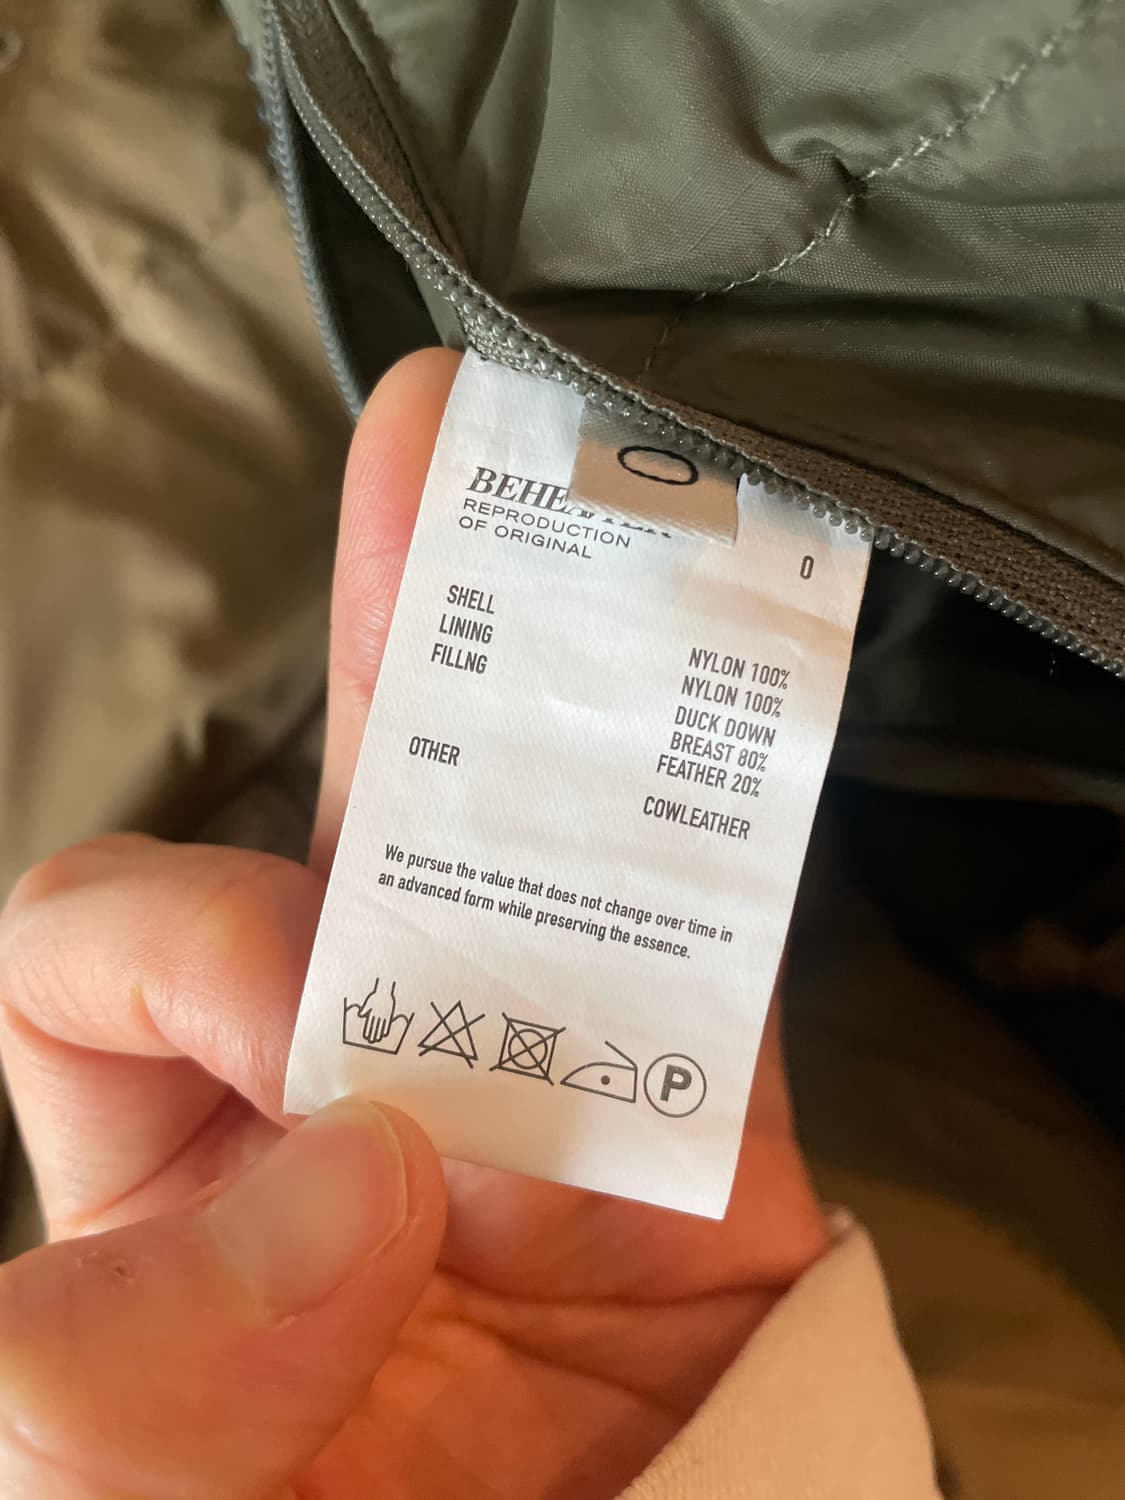 0
REPRODUCTION
OF ORIGINAL
0
SHELL NYLON 100%
LINING NYLON 100%
FILLNG DUCK DOWN
BREAST 80%
FEATHER 20%
OTHER COWLEATHER
We pursue the value that does not change over time in
an advanced form while preserving the essence.
P